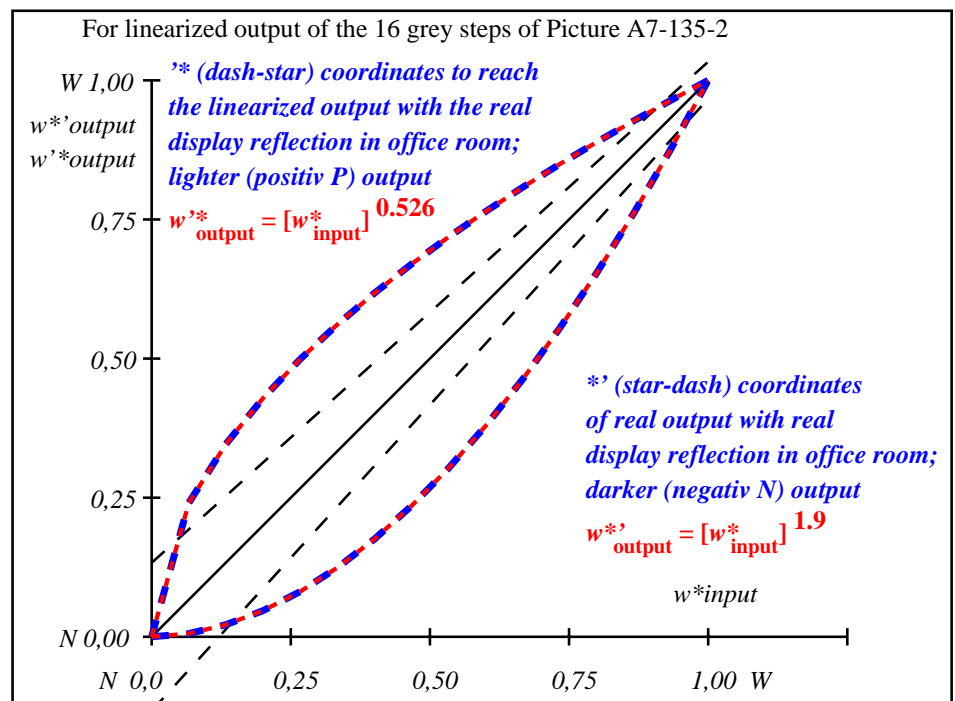 For linearized output of the 16 grey steps of Picture A7-135-2
W 1,00
w*'output
w'*output
’* (dash-star) coordinates to reach
the linearized output with the real
display reflection in office room;
lighter (positiv P) output
w’*output = [w*input] 0.526
0,75
0,50
*’ (star-dash) coordinates
of real output with real
display reflection in office room;
darker (negativ N) output
w*’output = [w*input] 1.9
0,25
w*input
N 0,00
N 0,0 0,25 0,50 0,75 1,00 W